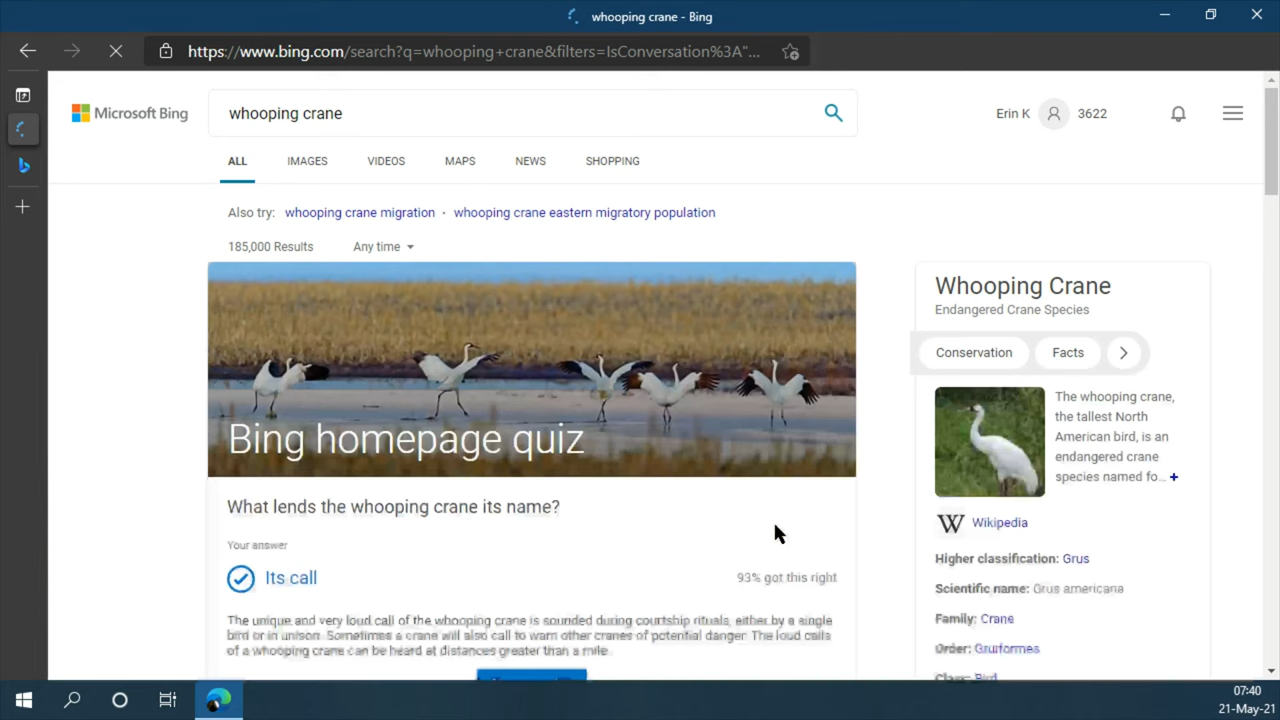 whooping crane - Bing
https://www.bing.com/search?q=whooping+crane&filters=IsConversation%3A"...
Microsoft Bing
whooping crane
Erin K
3622
ALL IMAGES VIDEOS MAPS NEWS SHOPPING
Also try: whooping crane migration · whooping crane eastern migratory population
185,000 Results Any time
Bing homepage quiz
What lends the whooping crane its name?
Your answer
Its call
93% got this right
The unique and very loud call of the whooping crane is sounded during courtship rituals, either by a single
bird or in unison. Sometimes a crane will also call to warn other cranes of potential danger. The loud calls
of a whooping crane can be heard at distances greater than a mile.
Whooping Crane
Endangered Crane Species
Conservation Facts
The whooping crane,
the tallest North
American bird, is an
endangered crane
species named fo... +
W Wikipedia
Higher classification: Grus
Scientific name: Grus americana
Family: Crane
Order: Gruiformes
Class: Bird
07:40
21-May-21